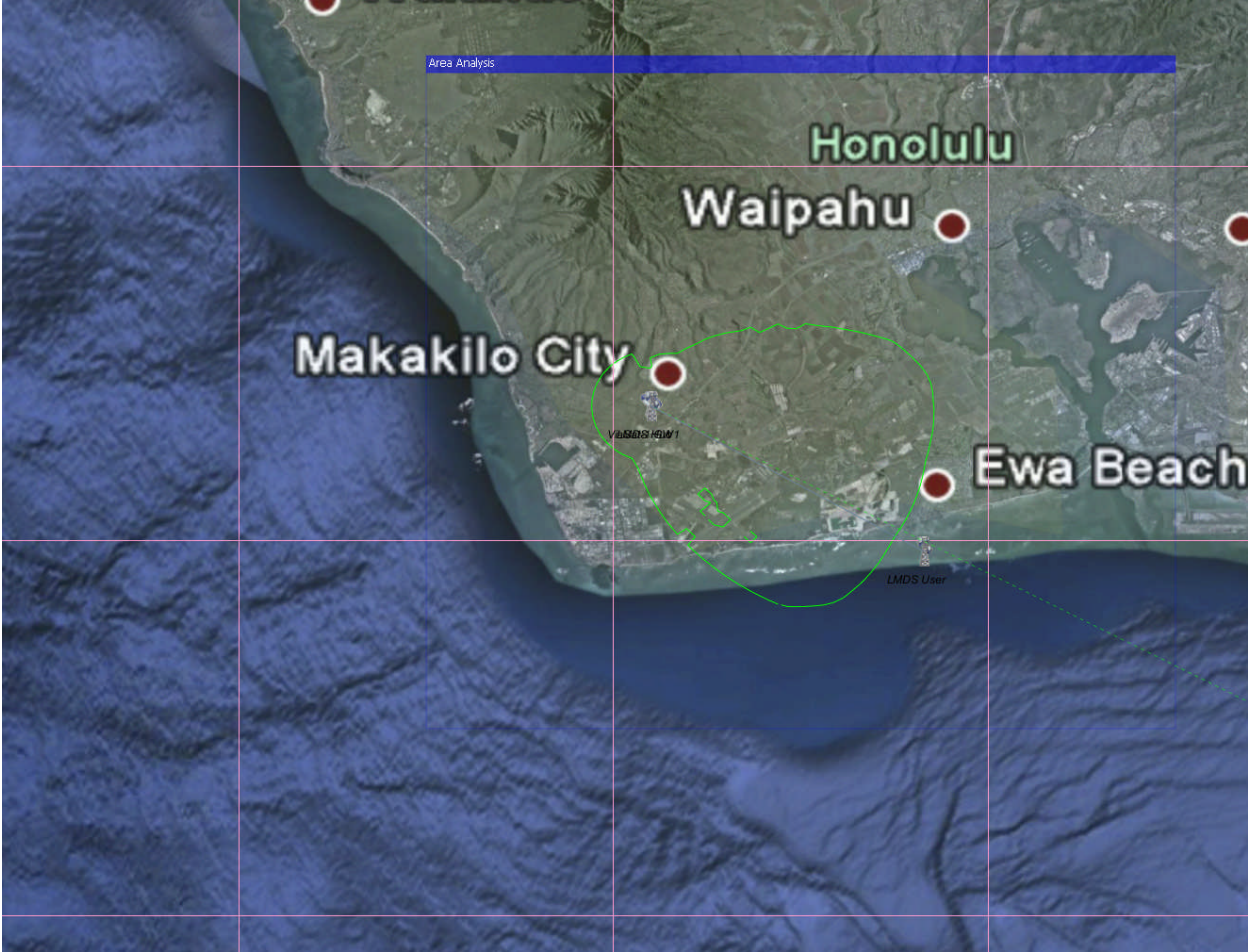 Area Analysis
Honolulu
Waipahu
Makakilo City
Ewa Beach
LMDS User